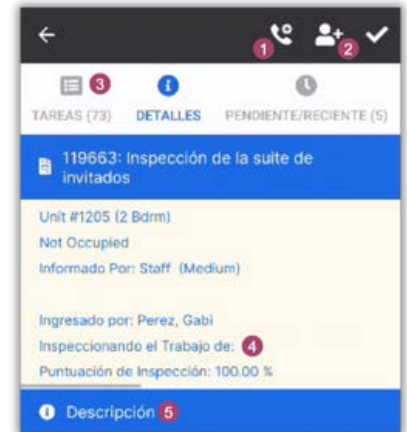 1 2
3
TAREAS (73) DETALLES PENDIENTE/RECIENTE (5)
119663: Inspección de la suite de
invitados
Unit #1205 (2 Bdrm)
Not Occupied
Informado Por: Staff (Medium)
Ingresado por: Perez, Gabi
Inspeccionando el Trabajo de: 4
Puntuación de Inspección: 100.00 %
Descripción 5